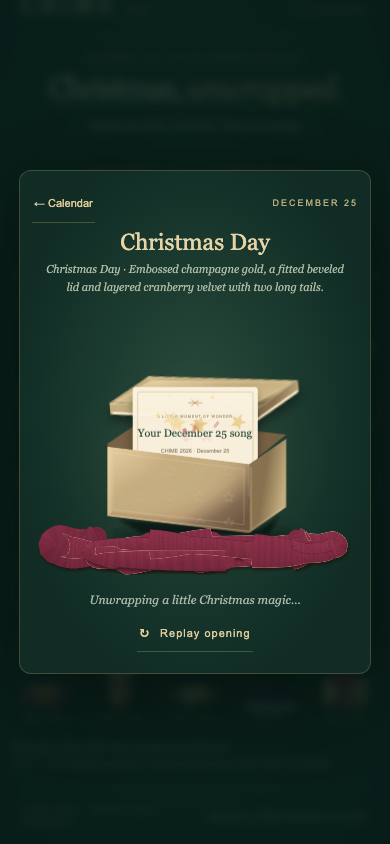 ← Calendar
DECEMBER 25
Christmas Day
Christmas Day · Embossed champagne gold, a fitted beveled
lid and layered cranberry velvet with two long tails.
A LITTLE MOMENT OF WONDER
Your December 25 song
CHIME 2026 · December 25
Unwrapping a little Christmas magic...
↻ Replay opening